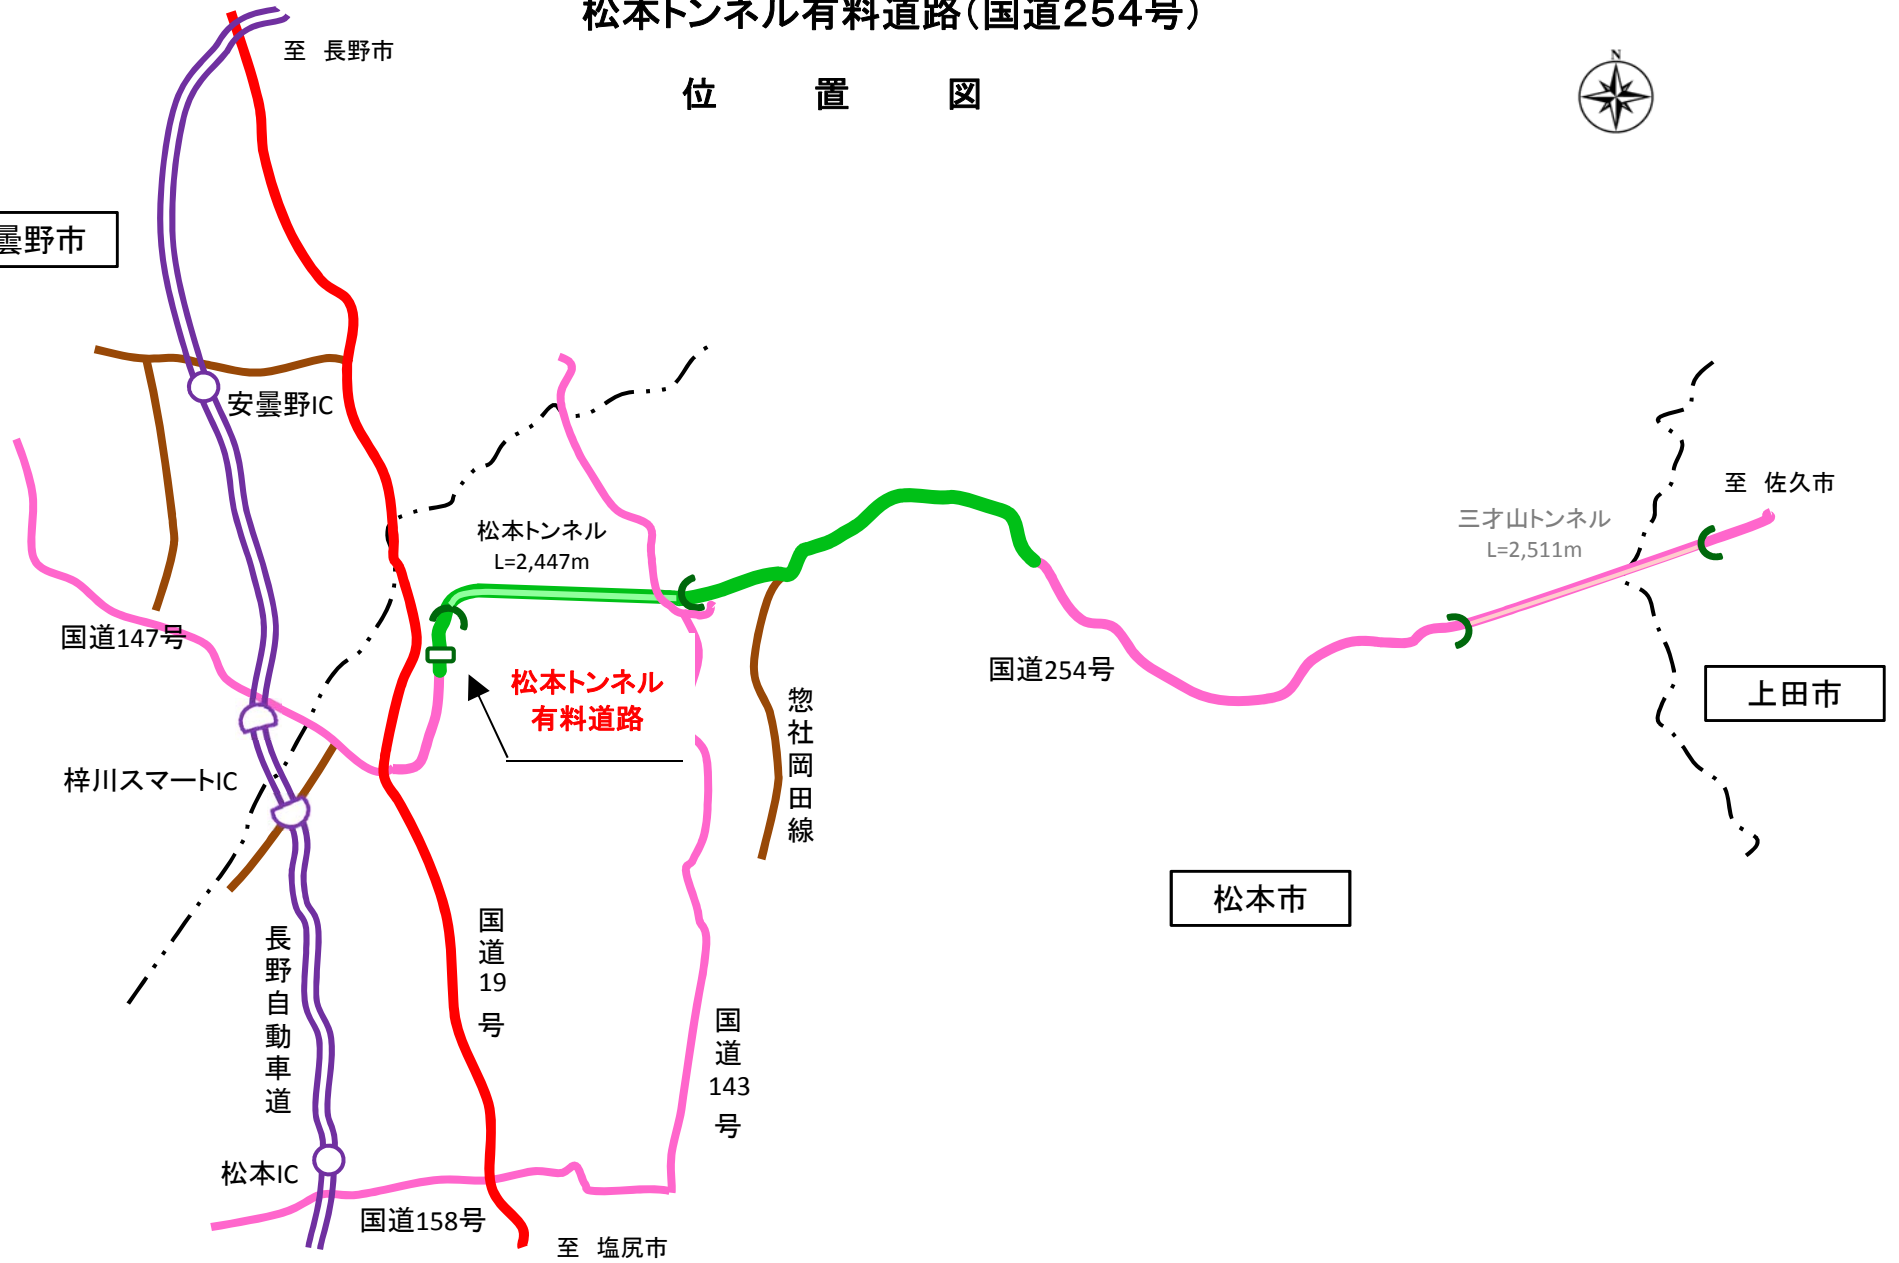 松本トンネル有料道路(国道254号)
位 置 図
N
至 長野市
曇野市
安曇野IC
松本トンネル
L=2,447m
至 佐久市
三才山トンネル
L=2,511m
国道147号
松本トンネル
有料道路
国道254号
上田市
惣社岡田線
梓川スマートIC
松本市
国道19号
長野自動車道
国道143号
松本IC
国道158号
至 塩尻市